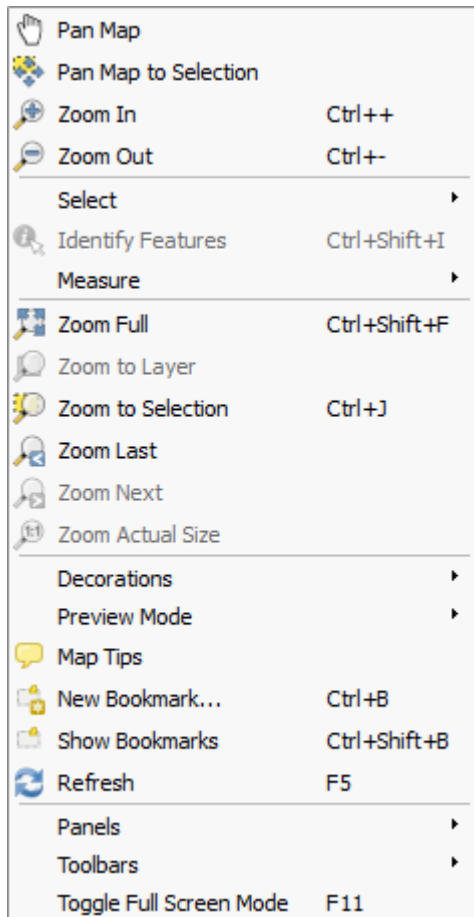 Pan Map
Pan Map to Selection
Zoom In Ctrl++
Zoom Out Ctrl+-
Select
Identify Features Ctrl+Shift+I
Measure
Zoom Full Ctrl+Shift+F
Zoom to Layer
Zoom to Selection Ctrl+J
Zoom Last
Zoom Next
1:1 Zoom Actual Size
Decorations
Preview Mode
Map Tips
New Bookmark... Ctrl+B
Show Bookmarks Ctrl+Shift+B
Refresh F5
Panels
Toolbars
Toggle Full Screen Mode F11